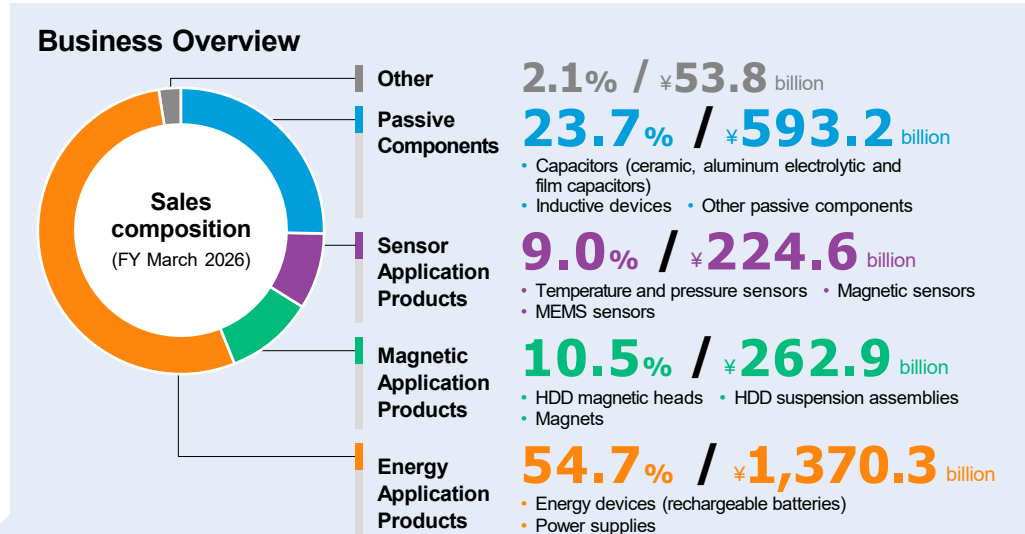 Business Overview
Sales
composition
(FY March 2026)
Other
2.1% / ¥53.8 billion
Passive
Components
23.7% / ¥593.2 billion
• Capacitors (ceramic, aluminum electrolytic and
film capacitors)
• Inductive devices • Other passive components
Sensor
Application
Products
9.0% / ¥224.6 billion
• Temperature and pressure sensors • Magnetic sensors
• MEMS sensors
Magnetic
Application
Products
10.5% / ¥262.9 billion
• HDD magnetic heads • HDD suspension assemblies
• Magnets
Energy
Application
Products
54.7% / ¥1,370.3 billion
• Energy devices (rechargeable batteries)
• Power supplies